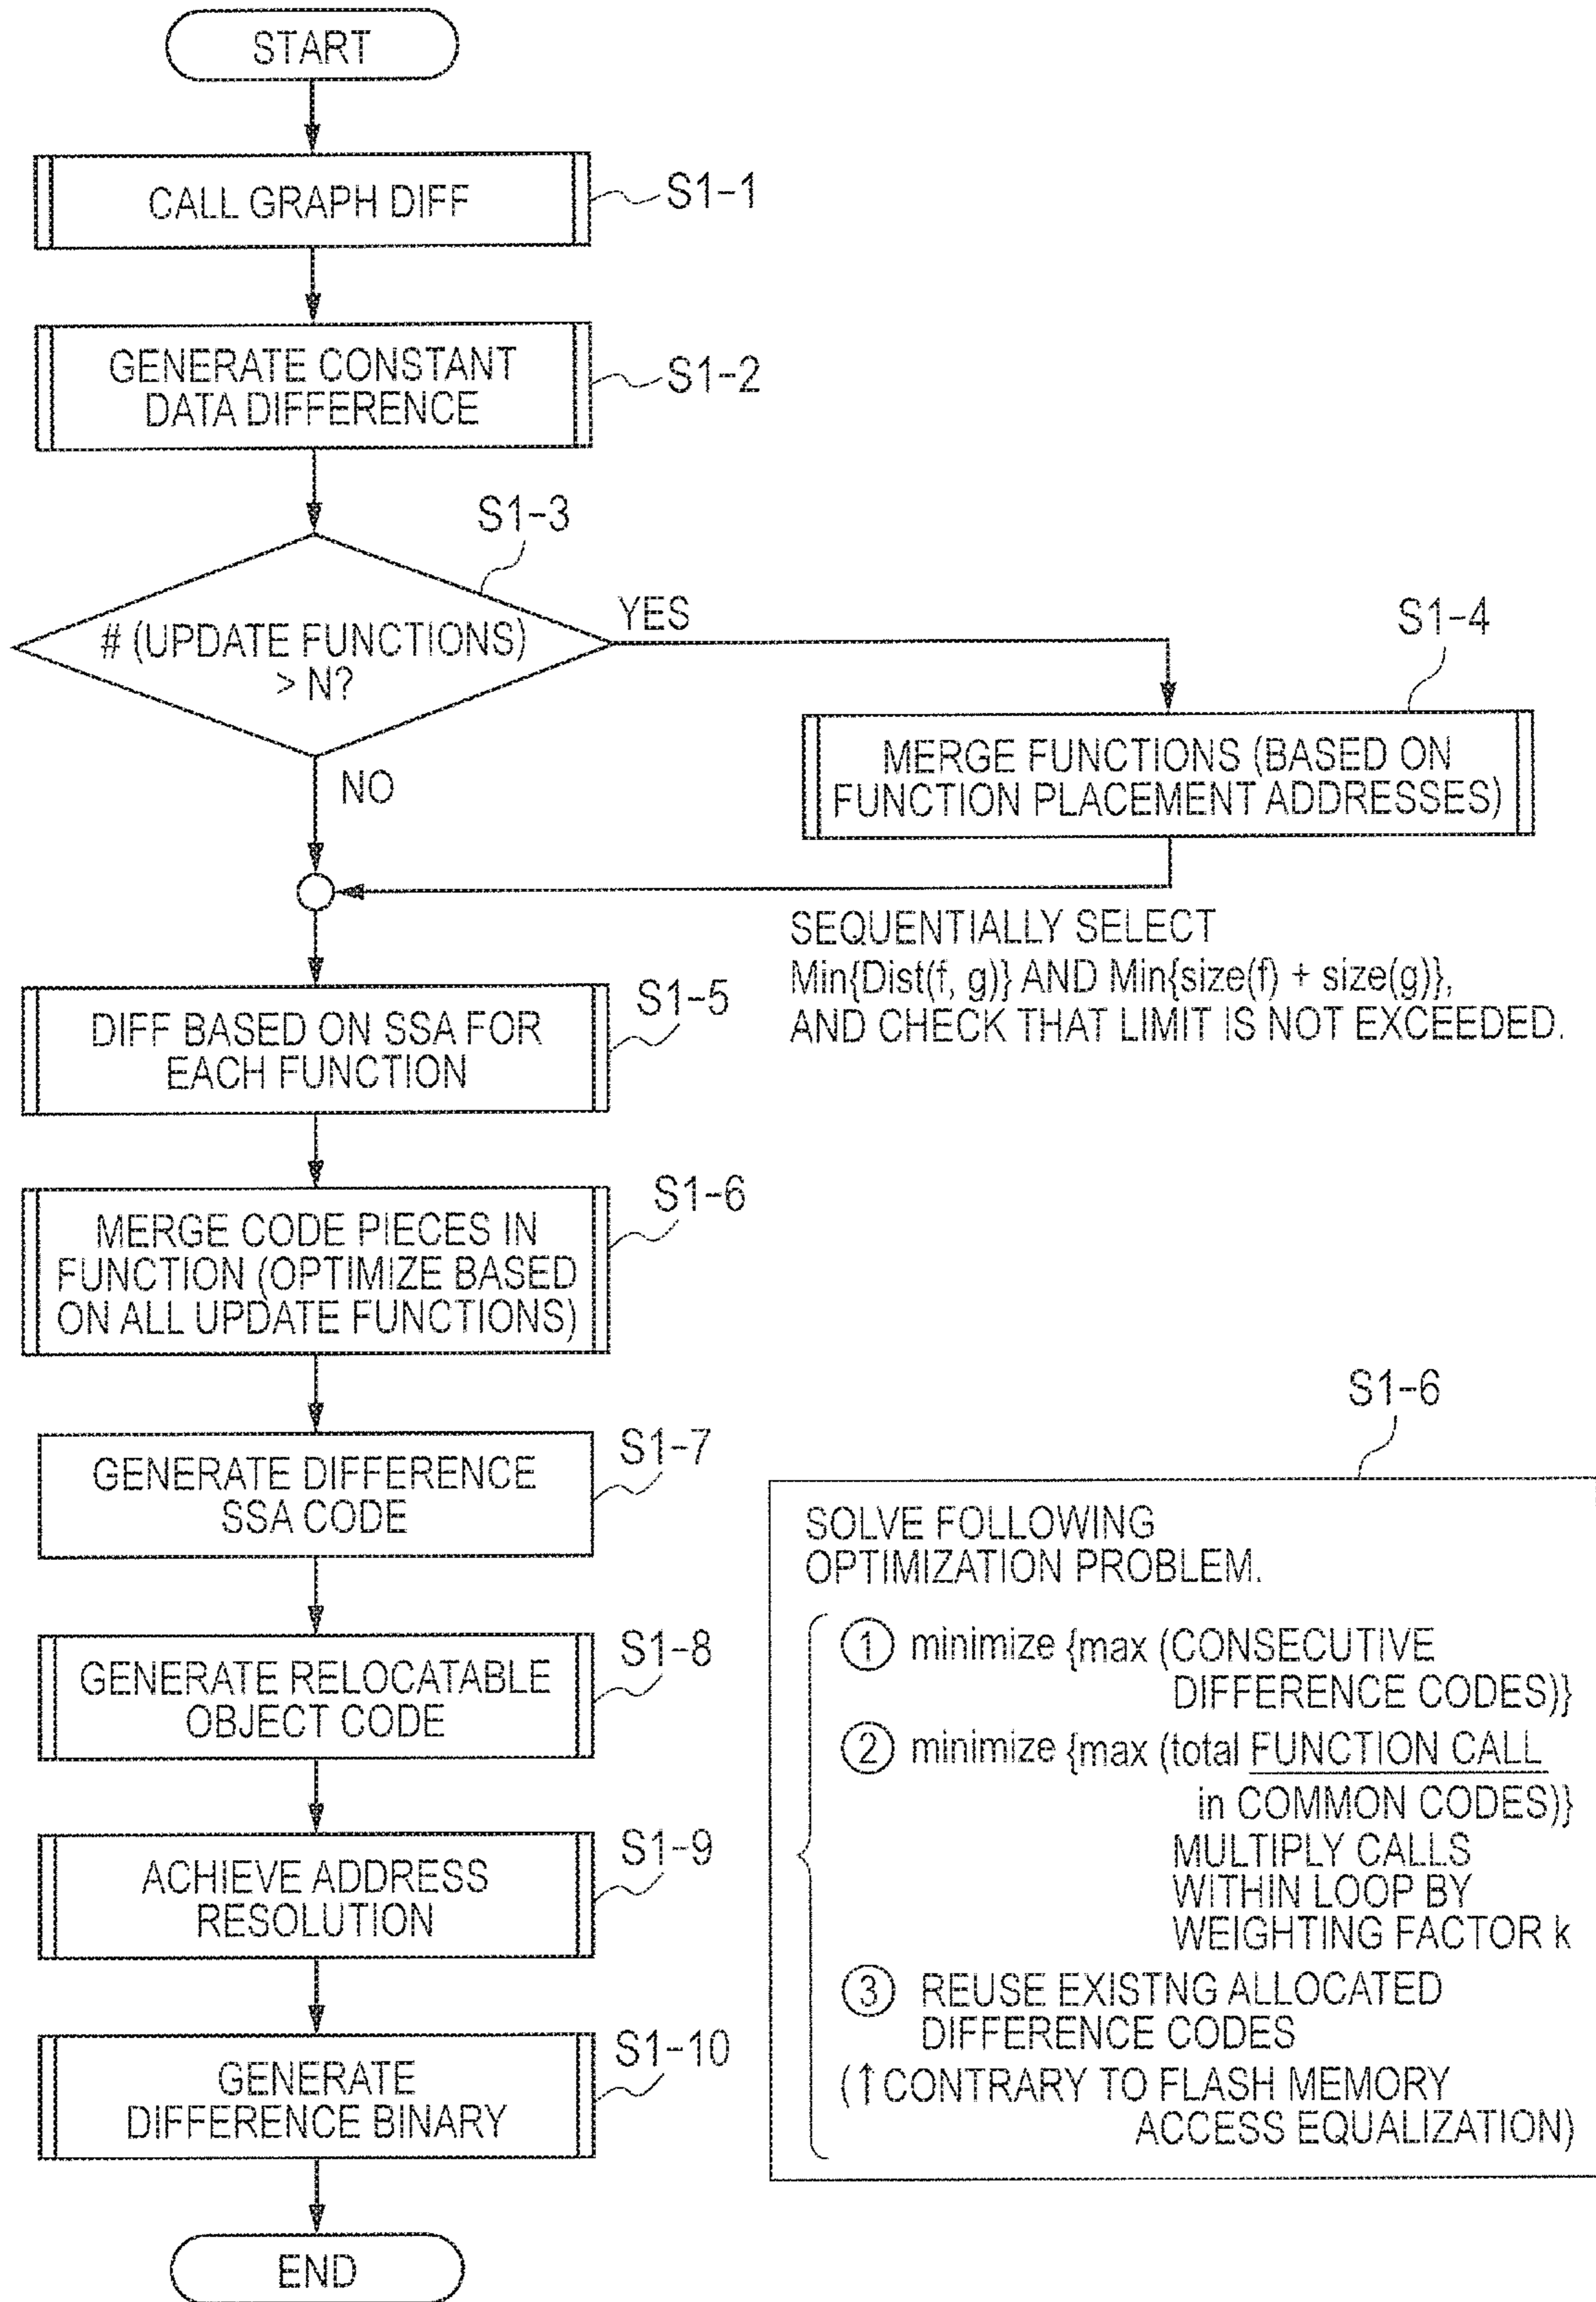 START
CALL GRAPH DIFF
S1-1
GENERATE CONSTANT
DATA DIFFERENCE
S1-2
S1-3
# (UPDATE FUNCTIONS)
> N?
YES
NO
S1-4
MERGE FUNCTIONS (BASED ON
FUNCTION PLACEMENT ADDRESSES)
SEQUENTIALLY SELECT
Min{Dist(f, g)} AND Min{size(f) + size(g)},
AND CHECK THAT LIMIT IS NOT EXCEEDED.
S1-5
DIFF BASED ON SSA FOR
EACH FUNCTION
S1-6
MERGE CODE PIECES IN
FUNCTION (OPTIMIZE BASED
ON ALL UPDATE FUNCTIONS)
S1-7
GENERATE DIFFERENCE
SSA CODE
S1-8
GENERATE RELOCATABLE
OBJECT CODE
S1-9
ACHIEVE ADDRESS
RESOLUTION
S1-10
GENERATE
DIFFERENCE BINARY
END
S1-6
SOLVE FOLLOWING
OPTIMIZATION PROBLEM.
① minimize {max (CONSECUTIVE
DIFFERENCE CODES)}
② minimize {max (total FUNCTION CALL
in COMMON CODES)}
MULTIPLY CALLS
WITHIN LOOP BY
WEIGHTING FACTOR k
③ REUSE EXISTNG ALLOCATED
DIFFERENCE CODES
(↑CONTRARY TO FLASH MEMORY
ACCESS EQUALIZATION)